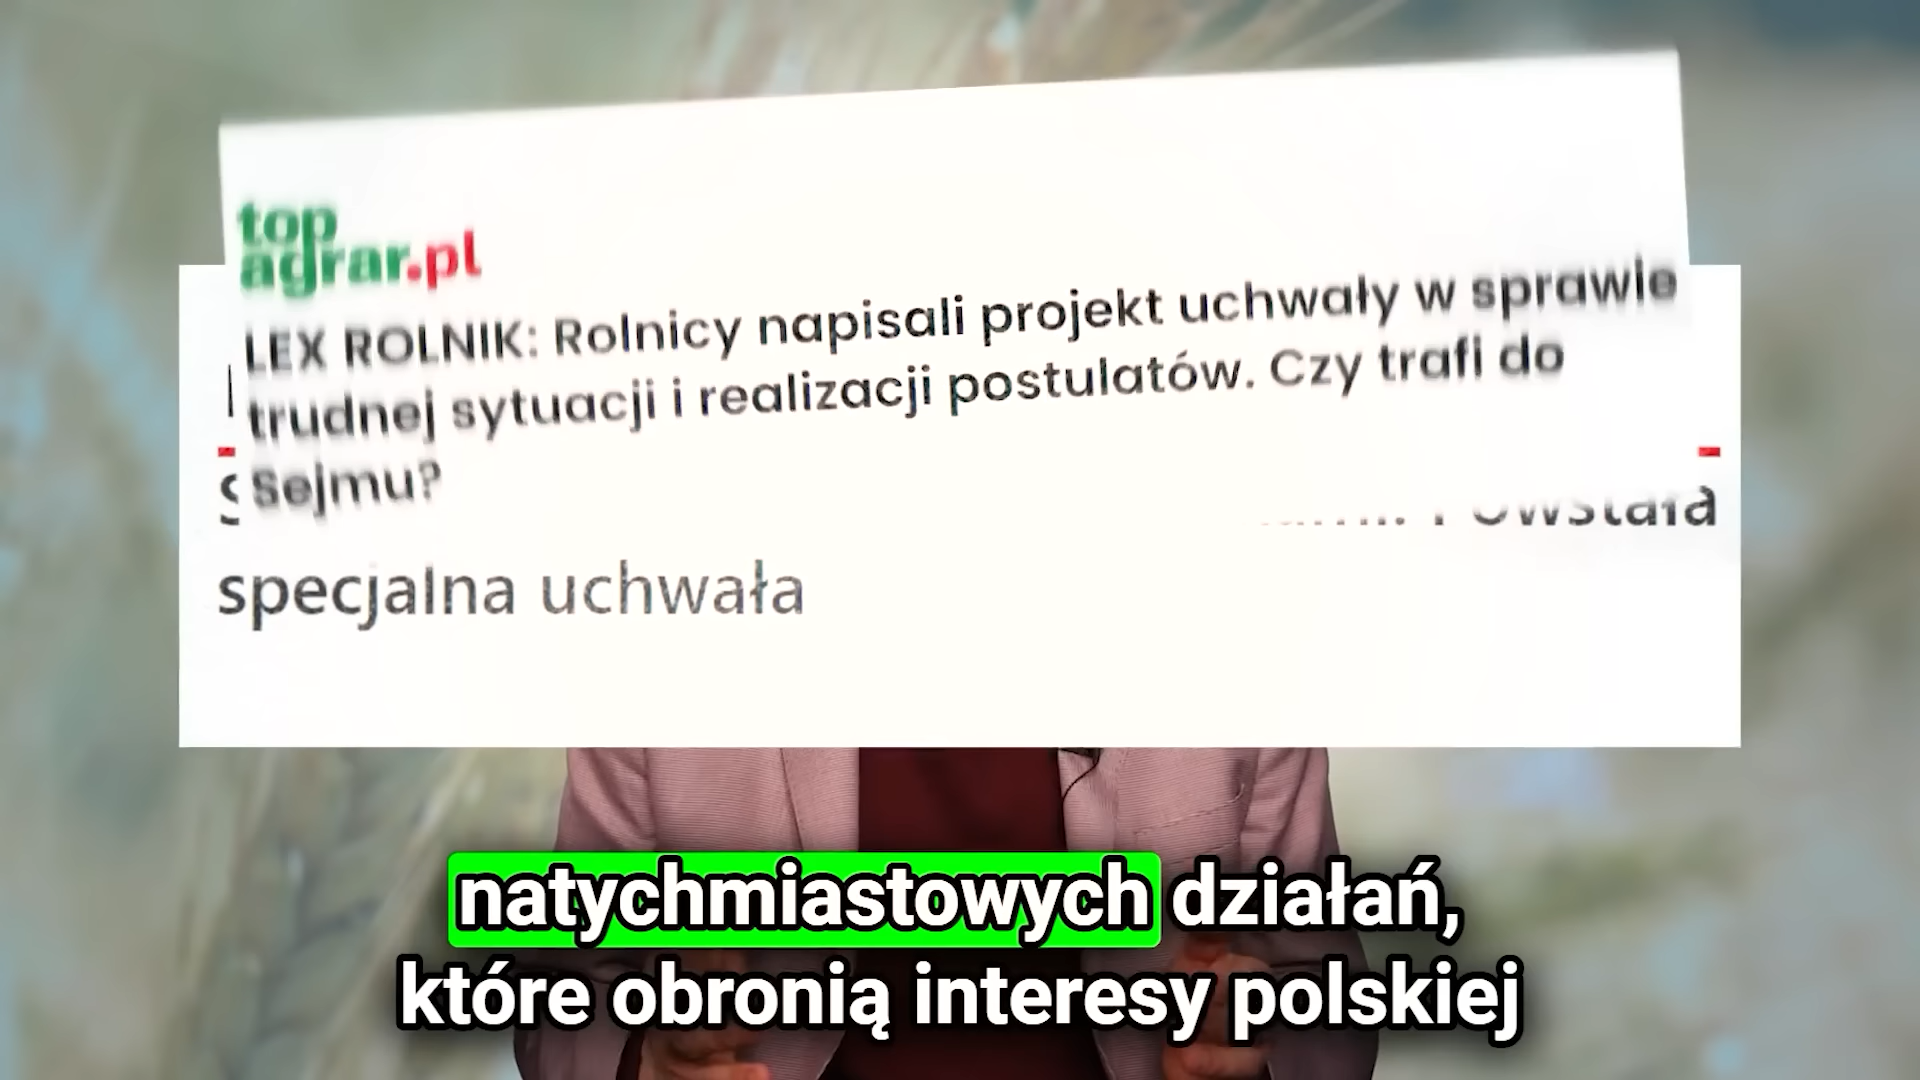 top
agrar.pl
LEX ROLNIK: Rolnicy napisali projekt uchwały w sprawie
trudnej sytuacji i realizacji postulatów. Czy trafi do
Sejmu?
Powstała
specjalna uchwała
natychmiastowych działań,
które obronią interesy polskiej